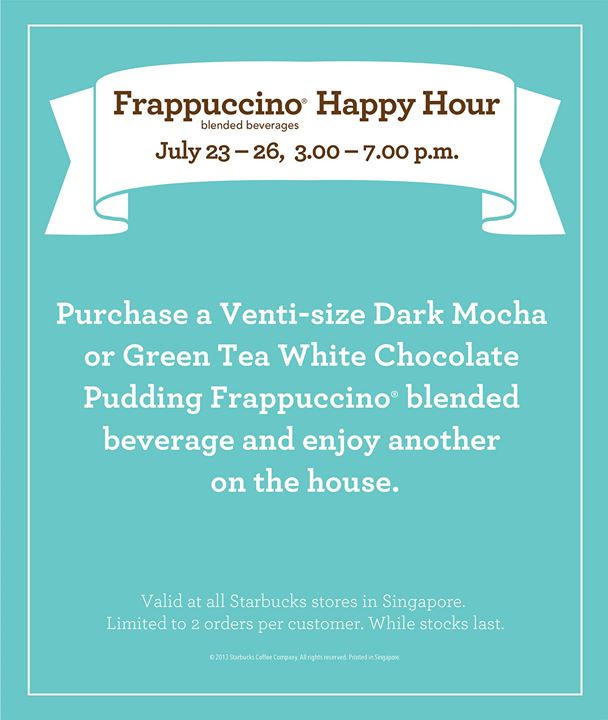 Frappuccino® Happy Hour
blended beverages
July 23 – 26, 3.00 – 7.00 p.m.
Purchase a Venti-size Dark Mocha
or Green Tea White Chocolate
Pudding Frappuccino® blended
beverage and enjoy another
on the house.
Valid at all Starbucks stores in Singapore.
Limited to 2 orders per customer. While stocks last.
© 2013 Starbucks Coffee Company. All rights reserved. Printed in Singapore.